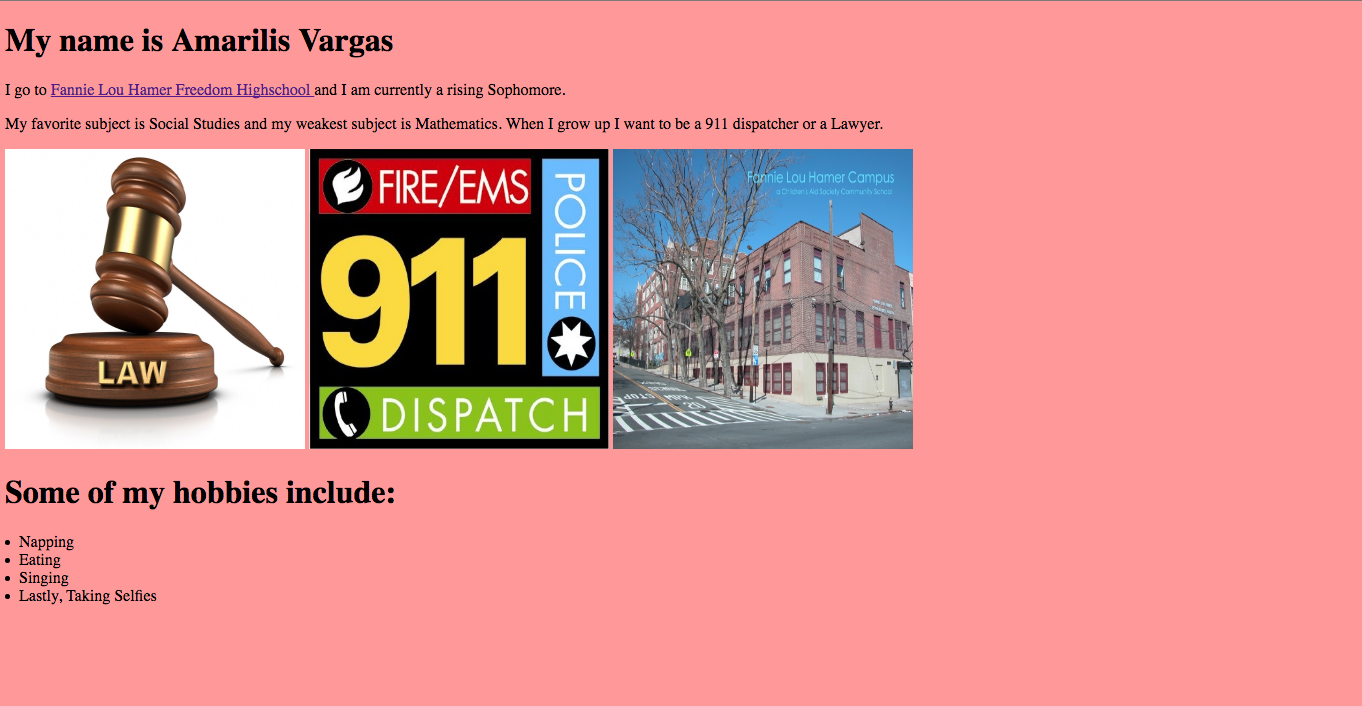 My name is Amarilis Vargas
I go to Fannie Lou Hamer Freedom Highschool and I am currently a rising Sophomore.
My favorite subject is Social Studies and my weakest subject is Mathematics. When I grow up I want to be a 911 dispatcher or a Lawyer.
LAW
FIRE/EMS
POLICE
911
DISPATCH
Fannie Lou Hamer Campus
a Children's Aid Society Community School
Some of my hobbies include:
• Napping
• Eating
• Singing
• Lastly, Taking Selfies